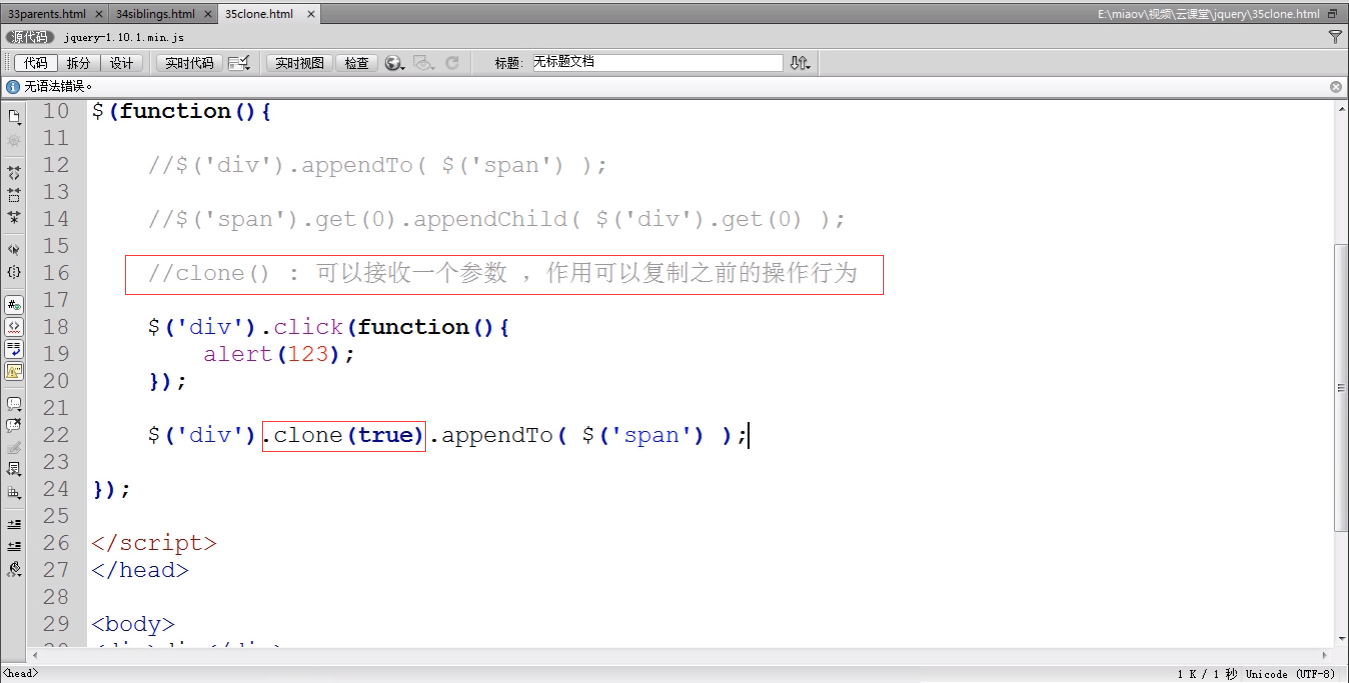 33parents.html × 34siblings.html × 35clone.html × E:\miaov\视频\云课堂\jquery\35clone.html
源代码 jquery-1.10.1.min.js
代码 拆分 设计 实时代码 实时视图 检查 标题: 无标题文档
无语法错误。
10 $(function(){
11
12 //$('div').appendTo( $('span') );
13
14 //$('span').get(0).appendChild( $('div').get(0) );
15
16 //clone() : 可以接收一个参数 ，作用可以复制之前的操作行为
17
18 $('div').click(function(){
19 alert(123);
20 });
21
22 $('div').clone(true).appendTo( $('span') );
23
24 });
25
26 </script>
27 </head>
28
29 <body>
<head> 1 K / 1 秒 Unicode (UTF-8)